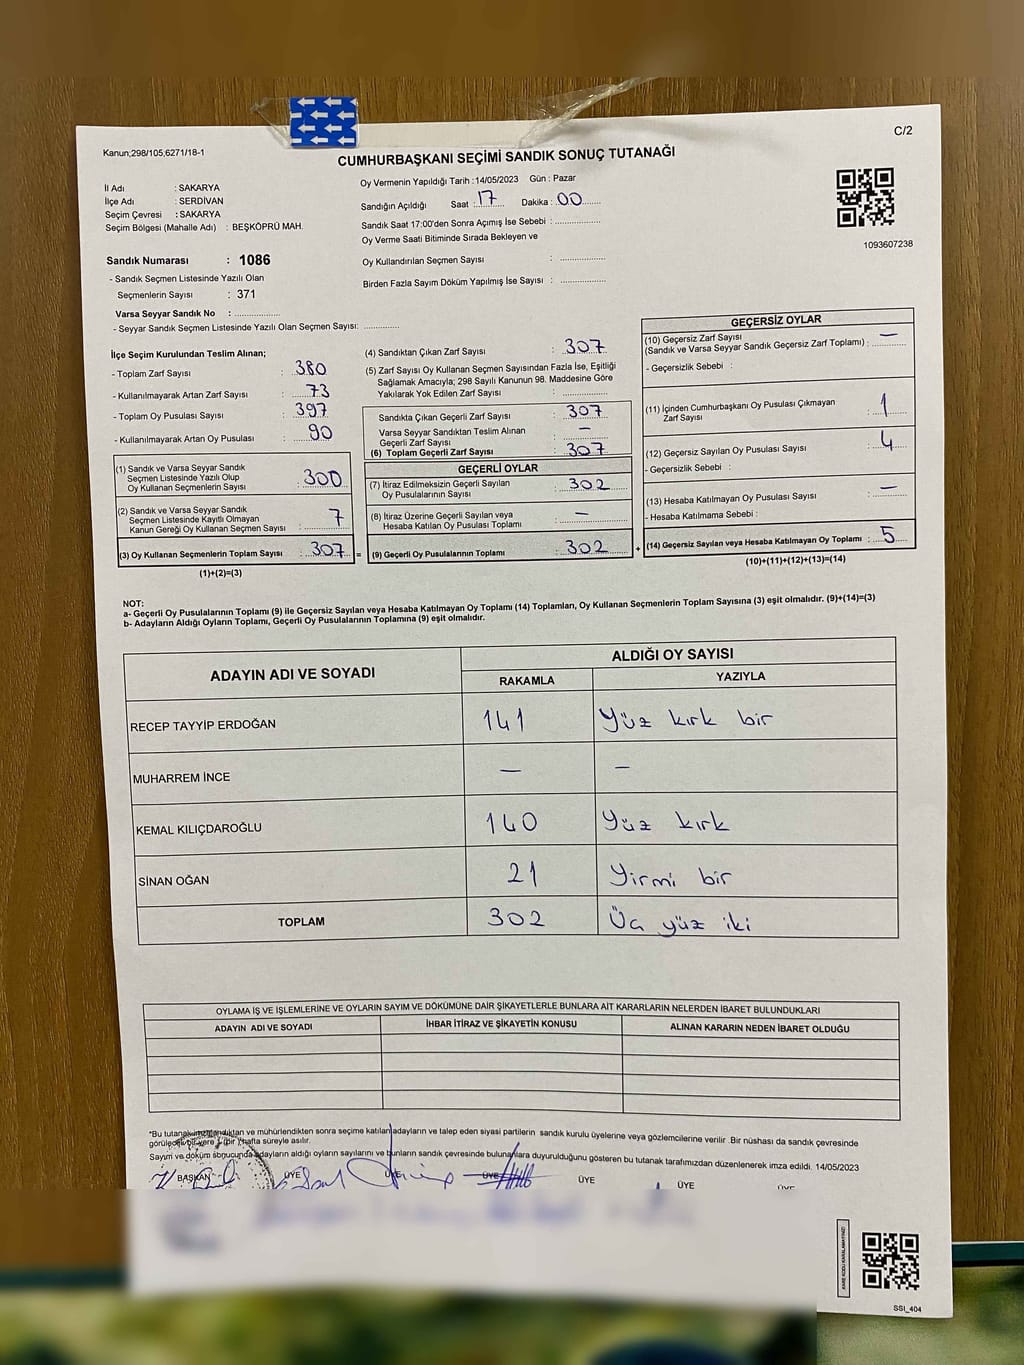 C/2
Kanun;298/105,6271/18-1
CUMHURBAŞKANI SEÇİMİ SANDIK SONUÇ TUTANAĞI
İl Adı : SAKARYA
İlçe Adı : SERDİVAN
Seçim Çevresi : SAKARYA
Seçim Bölgesi (Mahalle Adı) : BEŞKÖPRÜ MAH.
Oy Vermenin Yapıldığı Tarih : 14/05/2023 Gün : Pazar
Sandığın Açıldığı Saat : 17 Dakika : 00
Sandık Saat 17:00'den Sonra Açımış İse Sebebi :
Oy Verme Saati Bitiminde Sırada Bekleyen ve
Oy Kullandırılan Seçmen Sayısı :
Birden Fazla Sayım Döküm Yapılmış İse Sayısı :
1093607238
Sandık Numarası : 1086
- Sandık Seçmen Listesinde Yazılı Olan
Seçmenlerin Sayısı : 371
Varsa Seyyar Sandık No :
- Seyyar Sandık Seçmen Listesinde Yazılı Olan Seçmen Sayısı:
İlçe Seçim Kurulundan Teslim Alınan;
- Toplam Zarf Sayısı : 380
- Kullanılmayarak Artan Zarf Sayısı : 73
- Toplam Oy Pusulası Sayısı : 397
- Kullanılmayarak Artan Oy Pusulası : 90
(1) Sandık ve Varsa Seyyar Sandık
Seçmen Listesinde Yazılı Olup
Oy Kullanan Seçmenlerin Sayısı : 300
(2) Sandık ve Varsa Seyyar Sandık
Seçmen Listesinde Kayıtlı Olmayan
Kanun Gereği Oy Kullanan Seçmen Sayısı : 7
(3) Oy Kullanan Seçmenlerin Toplam Sayısı : 307 =
(1)+(2)=(3)
(4) Sandıktan Çıkan Zarf Sayısı : 307
(5) Zarf Sayısı Oy Kullanan Seçmen Sayısından Fazla İse, Eşitliği
Sağlamak Amacıyla; 298 Sayılı Kanunun 98. Maddesine Göre
Yakılarak Yok Edilen Zarf Sayısı :
Sandıkta Çıkan Geçerli Zarf Sayısı : 307
Varsa Seyyar Sandıktan Teslim Alınan
Geçerli Zarf Sayısı : —
(6) Toplam Geçerli Zarf Sayısı : 307
GEÇERLİ OYLAR
(7) İtiraz Edilmeksizin Geçerli Sayılan
Oy Pusulalarının Sayısı : 302
(8) İtiraz Üzerine Geçerli Sayılan veya
Hesaba Katılan Oy Pusulası Toplamı : —
(9) Geçerli Oy Pusulalarının Toplamı : 302 +
GEÇERSİZ OYLAR
(10) Geçersiz Zarf Sayısı
(Sandık ve Varsa Seyyar Sandık Geçersiz Zarf Toplamı) : —
- Geçersizlik Sebebi :
(11) İçinden Cumhurbaşkanı Oy Pusulası Çıkmayan
Zarf Sayısı : 1
(12) Geçersiz Sayılan Oy Pusulası Sayısı : 4
- Geçersizlik Sebebi :
(13) Hesaba Katılmayan Oy Pusulası Sayısı : —
- Hesaba Katılmama Sebebi :
(14) Geçersiz Sayılan veya Hesaba Katılmayan Oy Toplamı : 5
(10)+(11)+(12)+(13)=(14)
NOT:
a- Geçerli Oy Pusulalarının Toplamı (9) ile Geçersiz Sayılan veya Hesaba Katılmayan Oy Toplamı (14) Toplamları, Oy Kullanan Seçmenlerin Toplam Sayısına (3) eşit olmalıdır. (9)+(14)=(3)
b- Adayların Aldığı Oyların Toplamı, Geçerli Oy Pusulalarının Toplamına (9) eşit olmalıdır.
ADAYIN ADI VE SOYADI
ALDIĞI OY SAYISI
RAKAMLA YAZIYLA
RECEP TAYYİP ERDOĞAN 141 Yüz kırk bir
MUHARREM İNCE — —
KEMAL KILIÇDAROĞLU 140 Yüz kırk
SİNAN OĞAN 21 Yirmi bir
TOPLAM 302 Üç yüz iki
OYLAMA İŞ VE İŞLEMLERİNE VE OYLARIN SAYIM VE DÖKÜMÜNE DAİR ŞİKAYETLERLE BUNLARA AİT KARARLARIN NELERDEN İBARET BULUNDUKLARI
ADAYIN ADI VE SOYADI İHBAR İTİRAZ VE ŞİKAYETİN KONUSU ALINAN KARARIN NEDEN İBARET OLDUĞU
*Bu tutanak imzalandıktan ve mühürlendikten sonra seçime katılan adayların ve talep eden siyasi partilerin sandık kurulu üyelerine veya gözlemcilerine verilir .Bir nüshası da sandık çevresinde
görülecek bir yere 1 (bir ) hafta süreyle asılır.
Sayım ve döküm sonucunda adayların aldığı oyların sayılarını ve bunların sandık çevresinde bulunanlara duyurulduğunu gösteren bu tutanak tarafımızdan düzenlenerek imza edildi. 14/05/2023
BAŞKAN ÜYE ÜYE ÜYE ÜYE ÜYE ÜYE
SSI_404